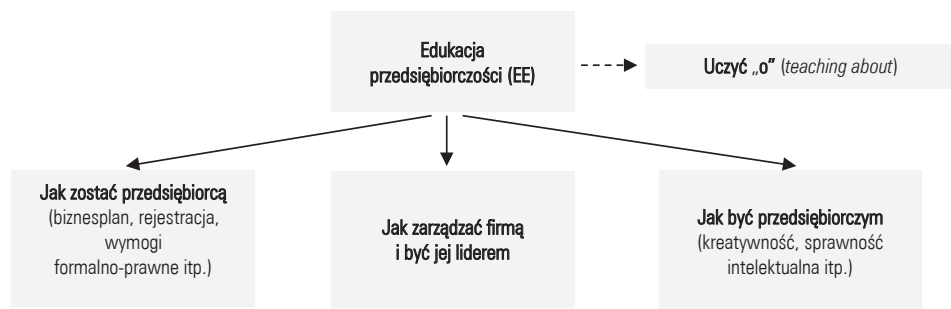 Edukacja
przedsiębiorczości (EE)
Uczyć „o” (teaching about)
Jak zostać przedsiębiorcą
(biznesplan, rejestracja,
wymogi
formalno-prawne itp.)
Jak zarządzać firmą
i być jej liderem
Jak być przedsiębiorczym
(kreatywność, sprawność
intelektualna itp.)